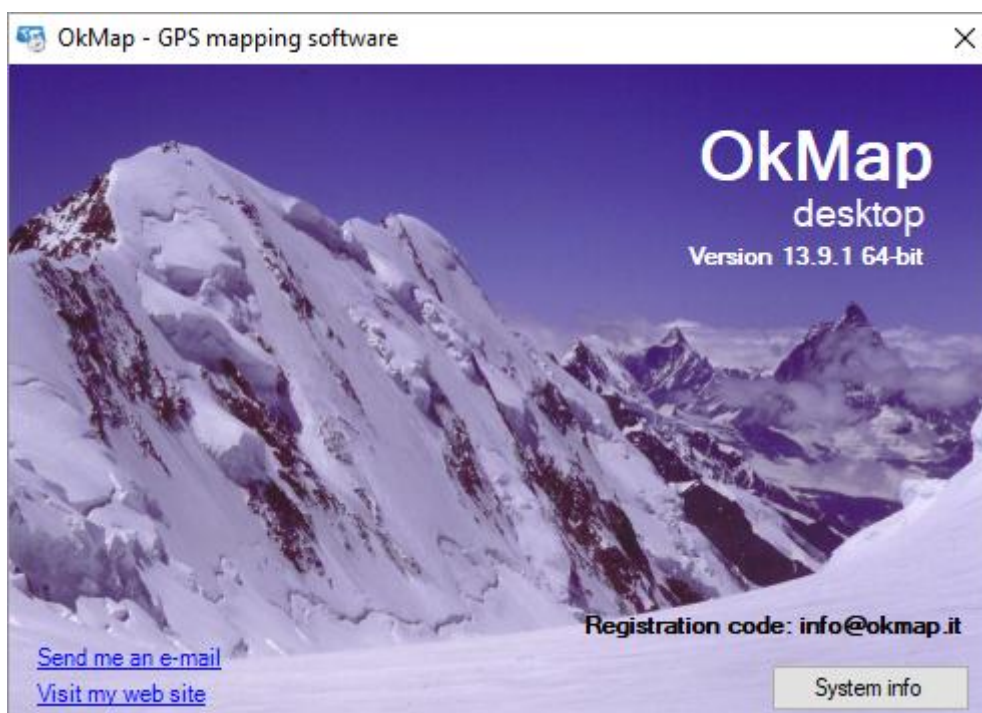 OkMap - GPS mapping software
OkMap
desktop
Version 13.9.1 64-bit
Registration code: info@okmap.it
Send me an e-mail
Visit my web site
System info